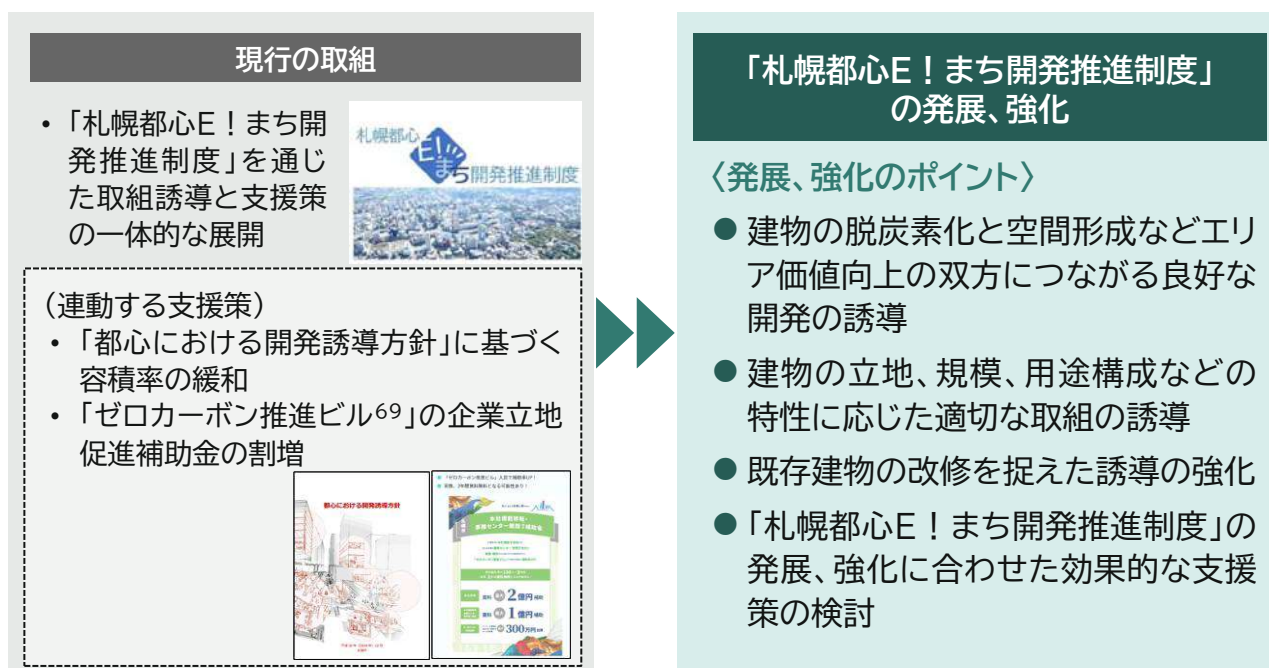 現行の取組
• 「札幌都心E！まち開
発推進制度」を通じ
た取組誘導と支援策
の一体的な展開
札幌都心
E!
まち開発推進制度
（連動する支援策）
• 「都心における開発誘導方針」に基づく
容積率の緩和
• 「ゼロカーボン推進ビル69」の企業立地
促進補助金の割増
都心における開発誘導方針
2億円
1億円
300万円
「札幌都心E！まち開発推進制度」
の発展、強化
〈発展、強化のポイント〉
● 建物の脱炭素化と空間形成などエリ
ア価値向上の双方につながる良好な
開発の誘導
● 建物の立地、規模、用途構成などの
特性に応じた適切な取組の誘導
● 既存建物の改修を捉えた誘導の強化
● 「札幌都心E！まち開発推進制度」の
発展、強化に合わせた効果的な支援
策の検討